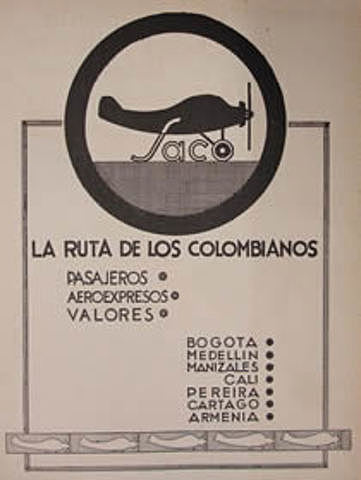 Saco
LA RUTA DE LOS COLOMBIANOS
PASAJEROS
AEROEXPRESOS
VALORES
BOGOTA
MEDELLIN
MANIZALES
CALI
PEREIRA
CARTAGO
ARMENIA